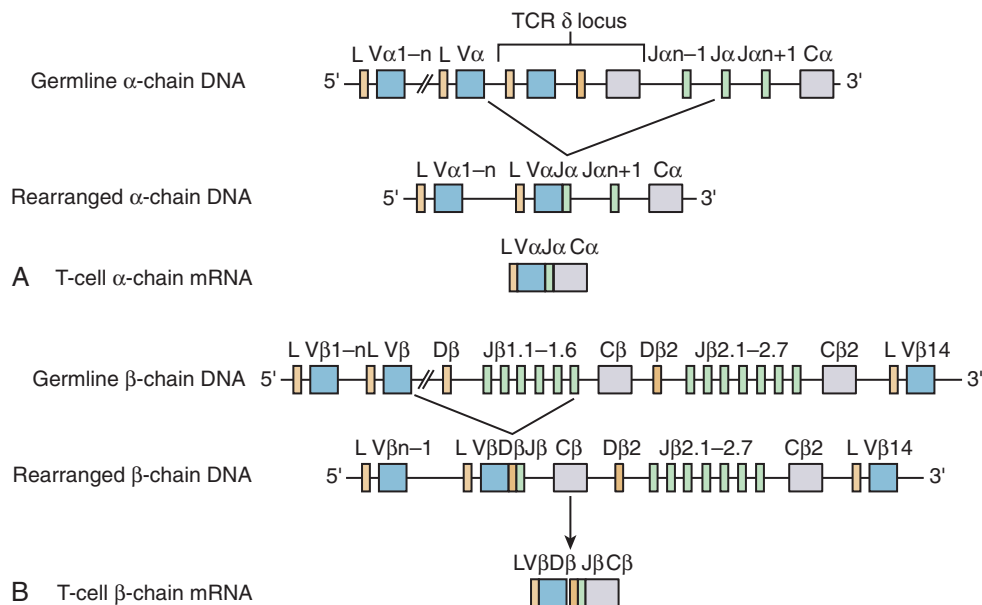 TCR δ locus
L Vα1–n L Vα Jαn–1 Jα Jαn+1 Cα
Germline α-chain DNA 5' 3'
L Vα1–n L VαJα Jαn+1 Cα
Rearranged α-chain DNA 5' 3'
LVαJα Cα
A T-cell α-chain mRNA
L Vβ1–nL Vβ Dβ Jβ1.1–1.6 Cβ Dβ2 Jβ2.1–2.7 Cβ2 L Vβ14
Germline β-chain DNA 5' 3'
L Vβn–1 L VβDβJβ Cβ Dβ2 Jβ2.1–2.7 Cβ2 L Vβ14
Rearranged β-chain DNA 5' 3'
LVβDβ JβCβ
B T-cell β-chain mRNA